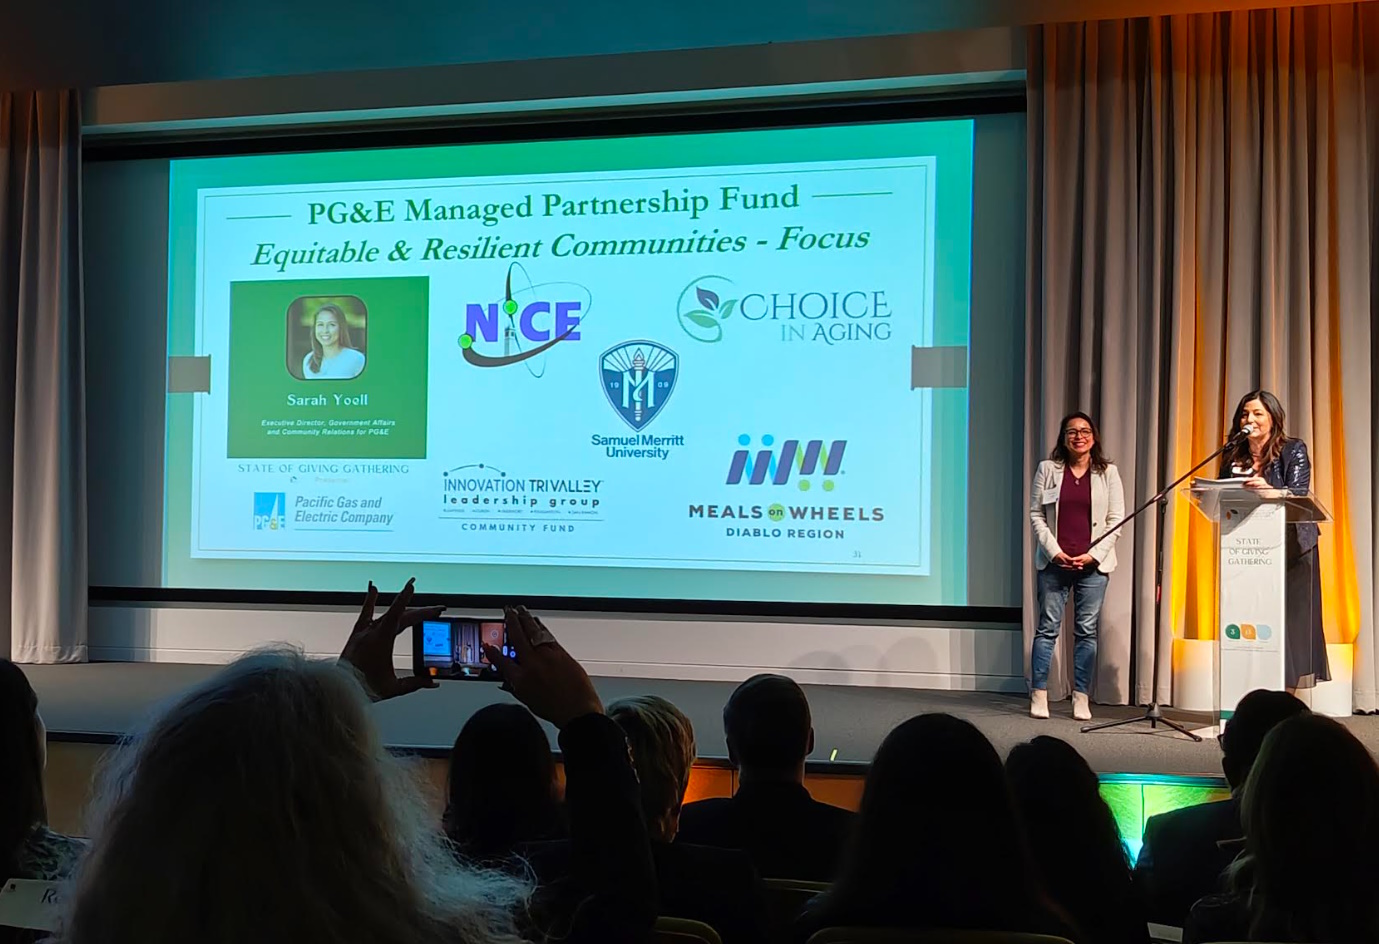 PG&E Managed Partnership Fund
Equitable & Resilient Communities - Focus
Sarah Yoell
Executive Director, Government Affairs
and Community Relations for PG&E
STATE OF GIVING GATHERING
PG&E
Pacific Gas and
Electric Company
NiCE
CHOICE
IN AGING
19 09
M
Samuel Merritt
University
INNOVATION TRIVALLEY
leadership group
COMMUNITY FUND
MEALS on WHEELS
DIABLO REGION
31
STATE
OF GIVING
GATHERING